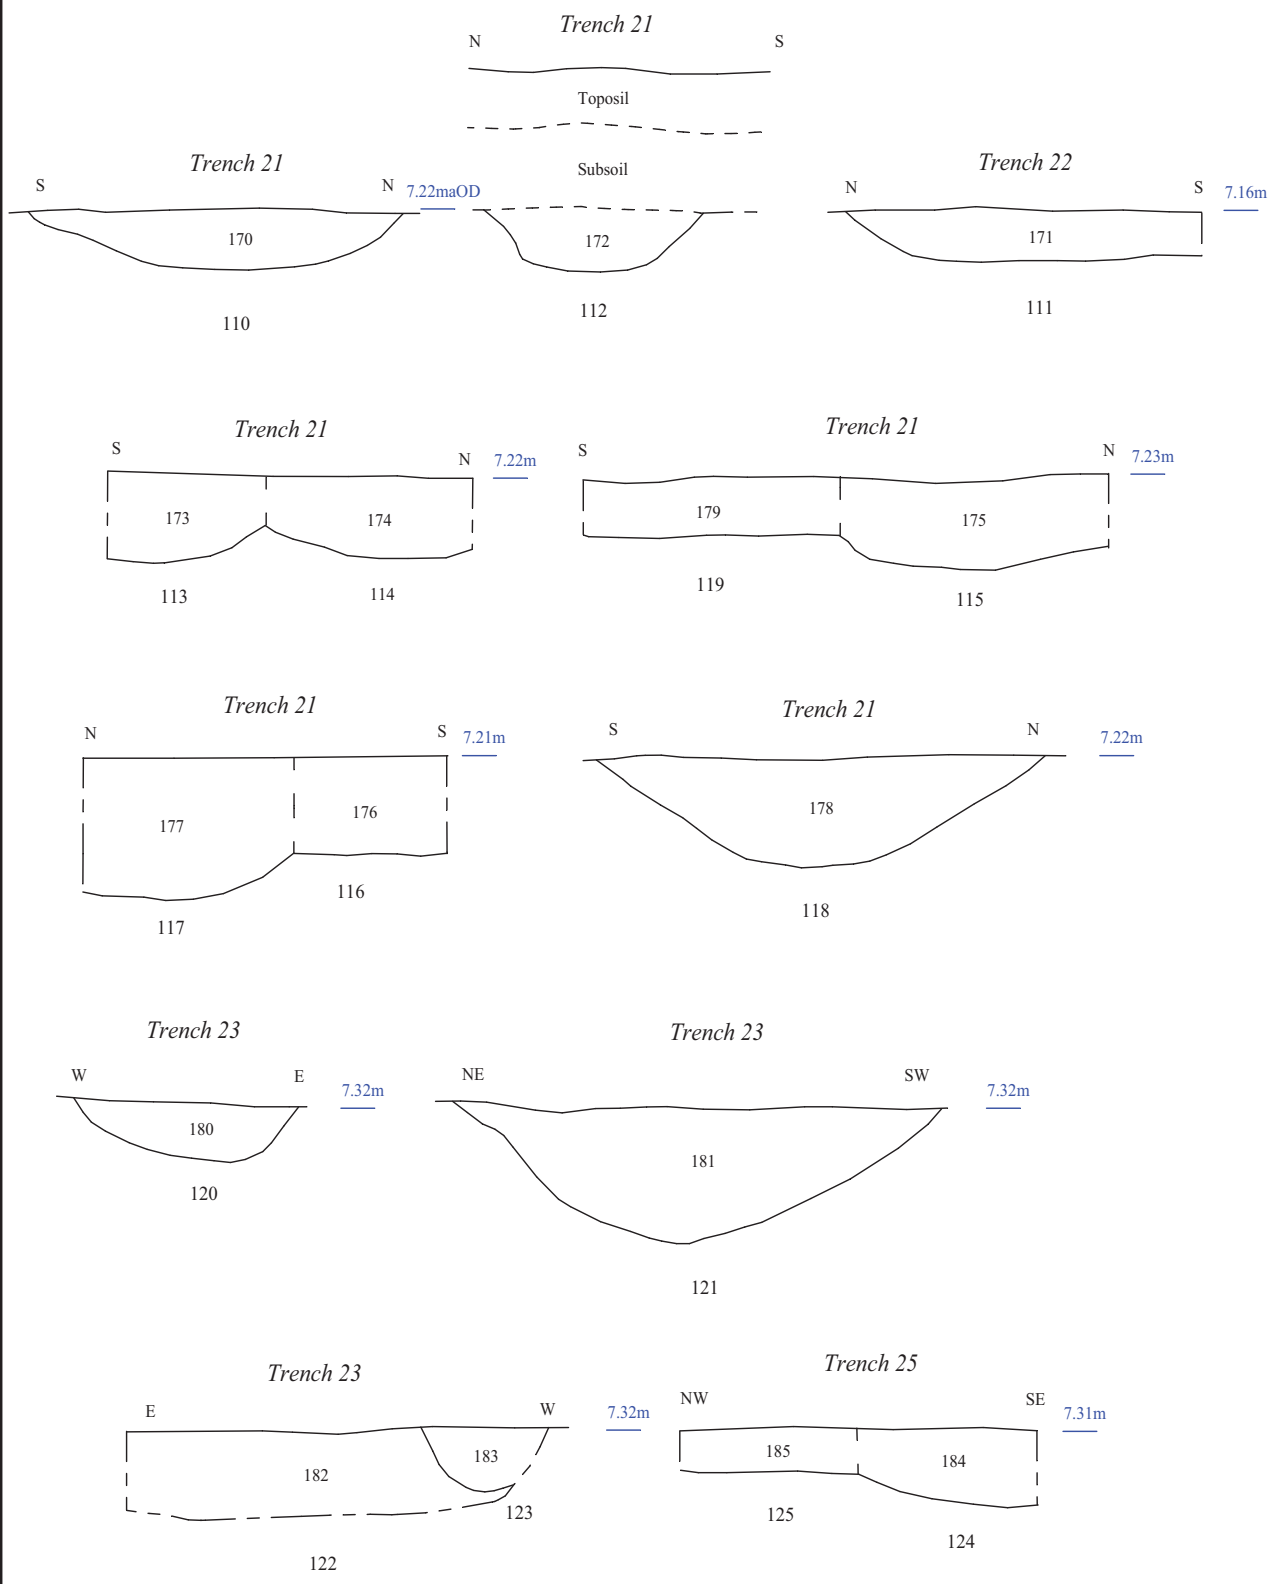 Trench 21
N S
Toposil
Subsoil
Trench 21
S N 7.22maOD
170
110
172
112
Trench 22
N S 7.16m
171
111
Trench 21
S N 7.22m
173 174
113 114
Trench 21
S N 7.23m
179 175
119 115
Trench 21
N S 7.21m
177 176
117 116
Trench 21
S N 7.22m
178
118
Trench 23
W E 7.32m
180
120
Trench 23
NE SW 7.32m
181
121
Trench 23
E W 7.32m
182 183
122 123
Trench 25
NW SE 7.31m
185 184
125 124